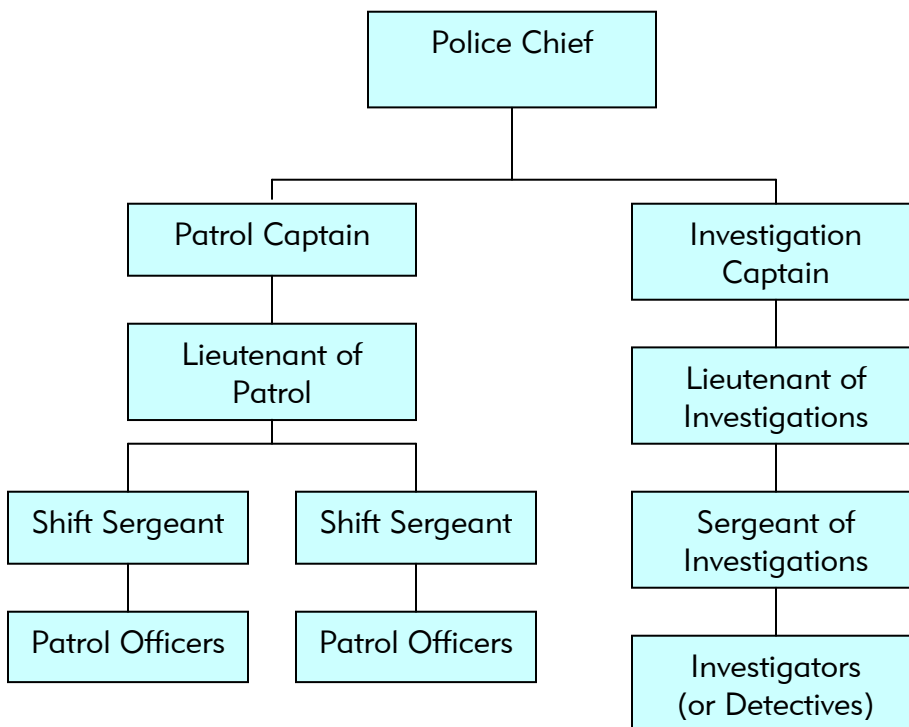 Police Chief
Patrol Captain
Investigation
Captain
Lieutenant of
Patrol
Lieutenant of
Investigations
Shift Sergeant
Shift Sergeant
Sergeant of
Investigations
Patrol Officers
Patrol Officers
Investigators
(or Detectives)